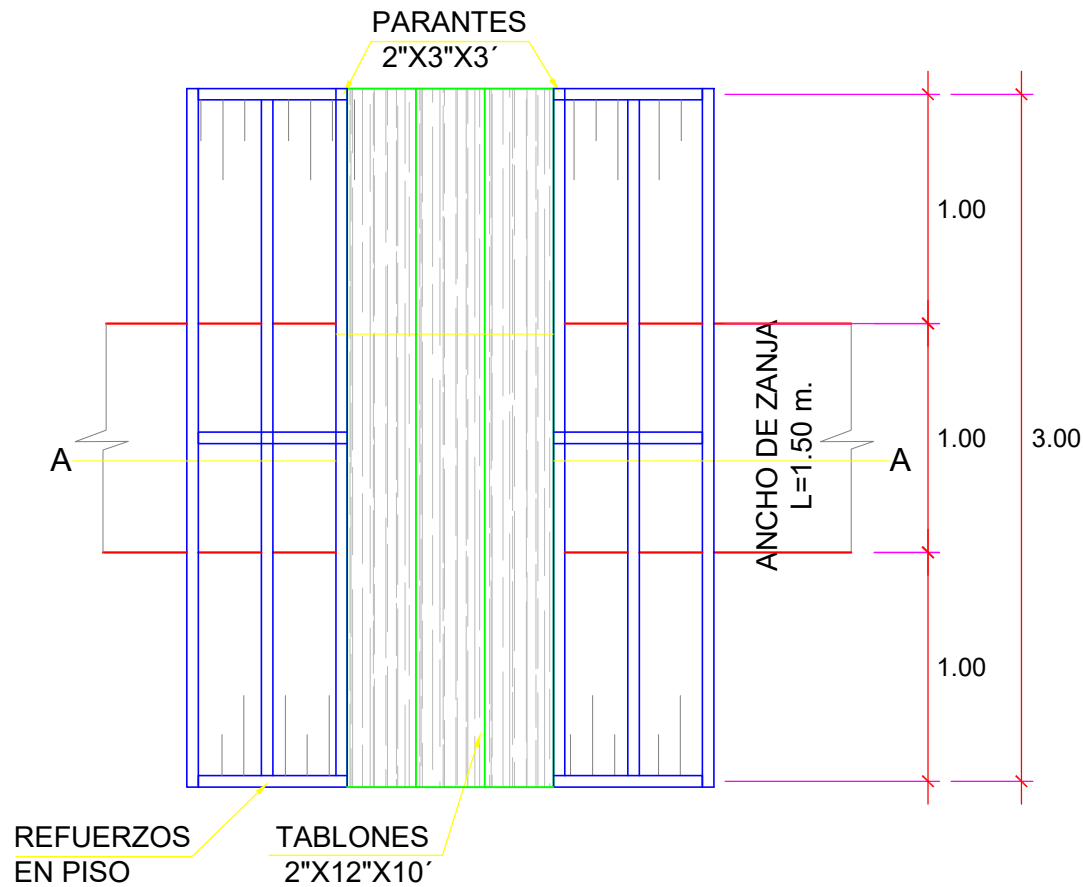 PARANTES
2"X3"X3´
1.00
ANCHO DE ZANJA
L=1.50 m.
A
A
1.00
3.00
1.00
REFUERZOS
EN PISO
TABLONES
2"X12"X10´